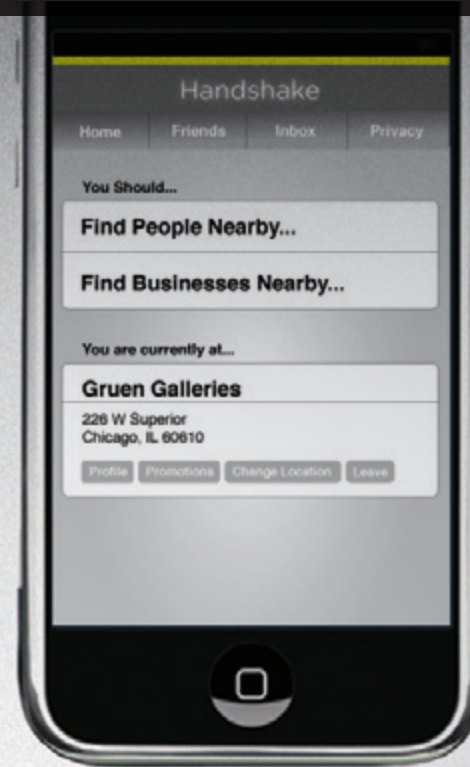 Handshake
Home Friends Inbox Privacy
You Should...
Find People Nearby...
Find Businesses Nearby...
You are currently at...
Gruen Galleries
226 W Superior
Chicago, IL 60610
Profile Promotions Change Location Leave